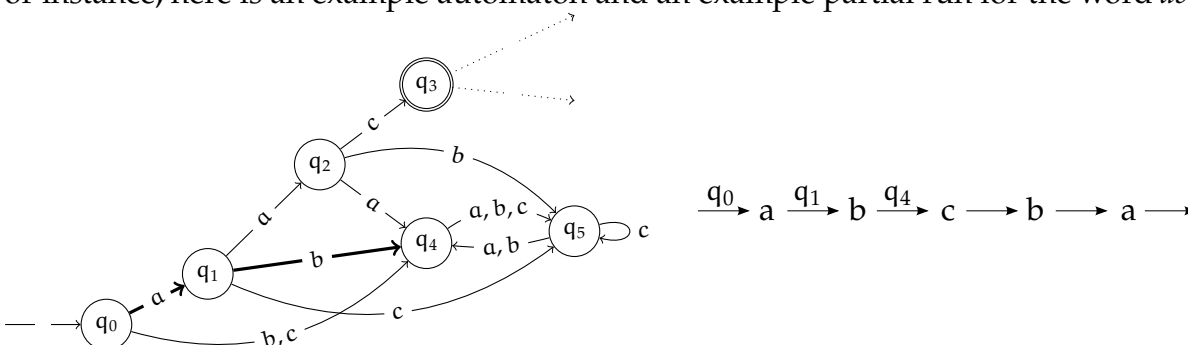 or instance, here is an example automaton and an example partial run for the word
q3
c
q2
b
a
a
a, b, c
q5
c
q4
a, b
b
q1
a
c
q0
b, c
q0 a q1 b q4 c b a